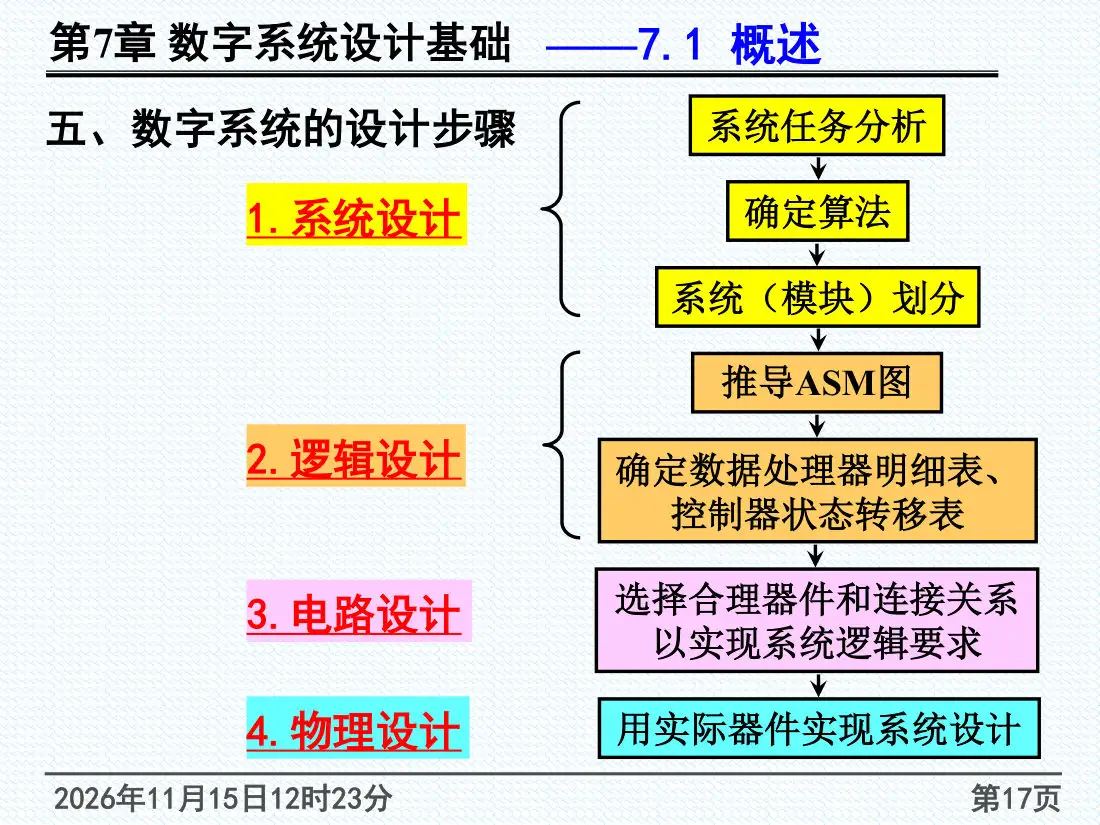 第7章 数字系统设计基础 ——7.1 概述
五、数字系统的设计步骤
1.系统设计
系统任务分析
确定算法
系统（模块）划分
2.逻辑设计
推导ASM图
确定数据处理器明细表、
控制器状态转移表
3.电路设计
选择合理器件和连接关系
以实现系统逻辑要求
4.物理设计
用实际器件实现系统设计
2026年11月15日12时23分
第17页